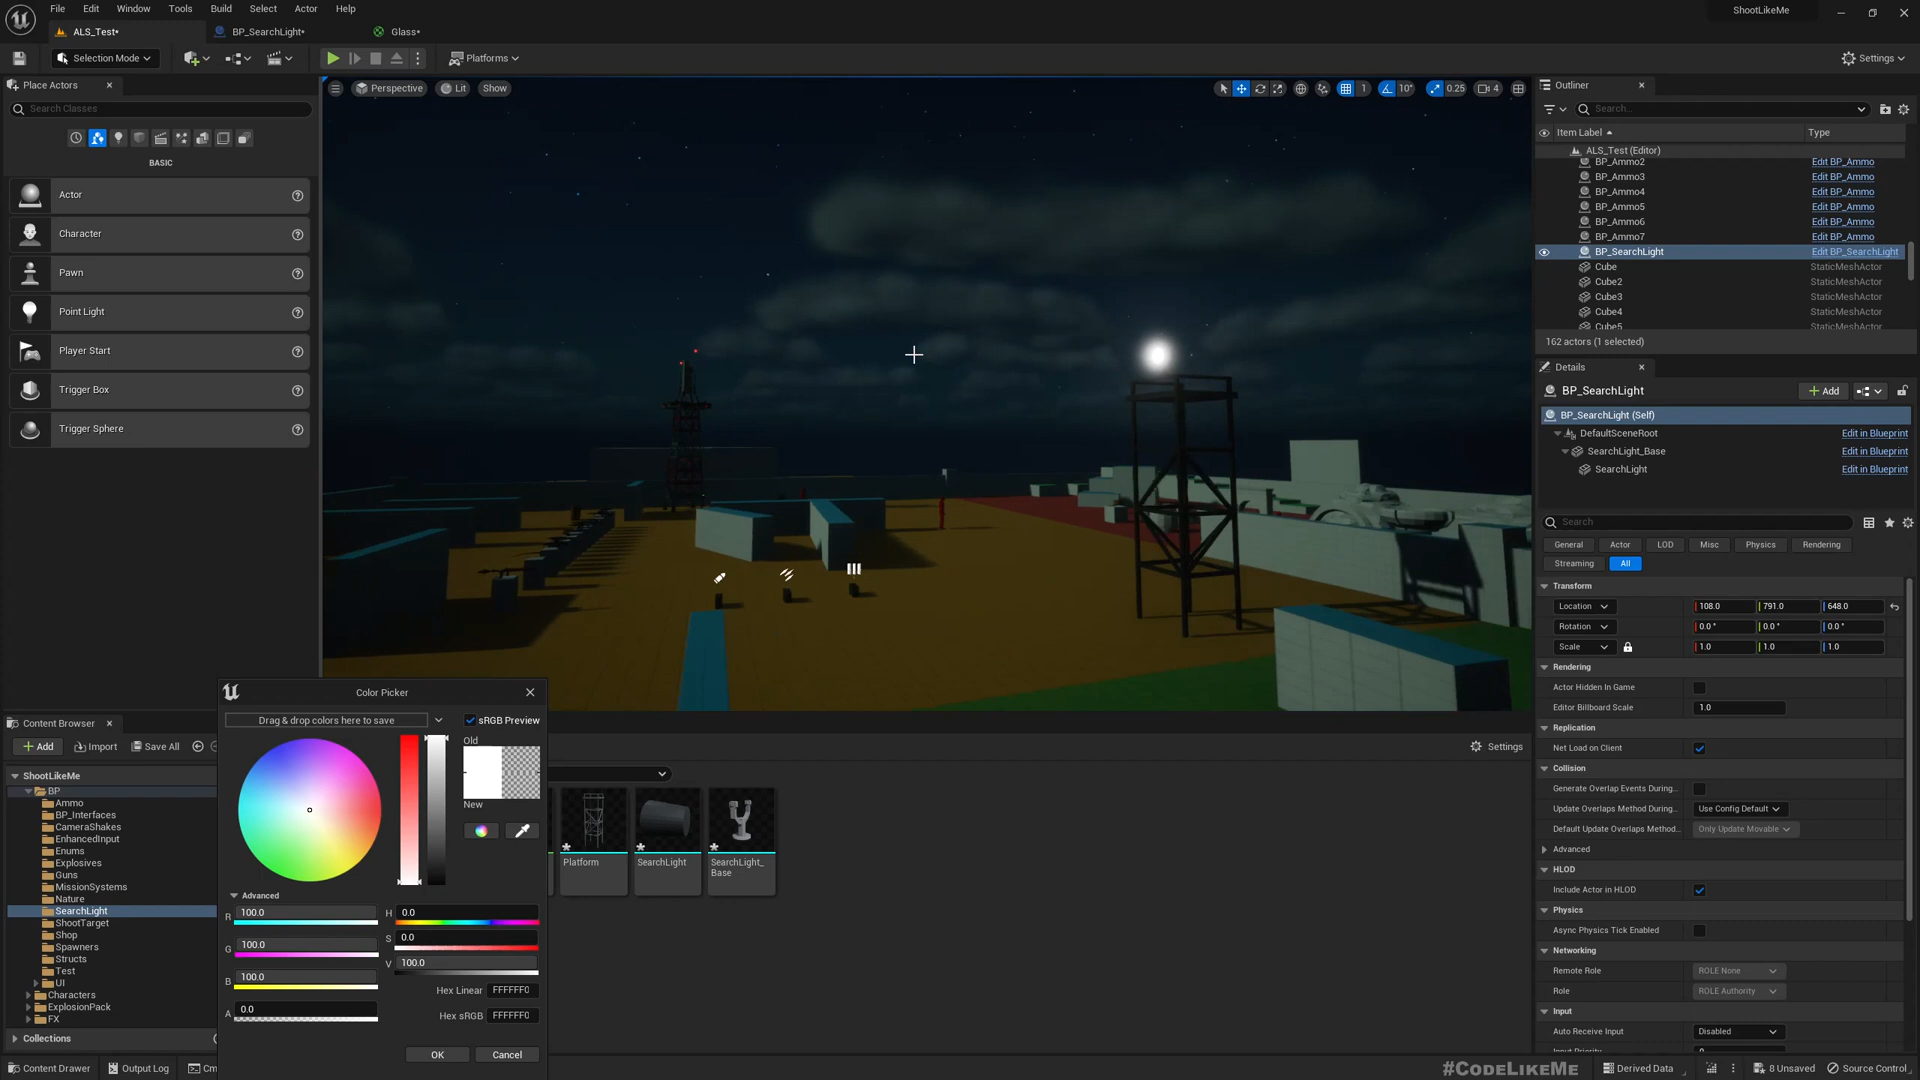 File Edit Window Tools Build Select Actor Help
ShootLikeMe
ALS_Test*
BP_SearchLight*
Glass*
Selection Mode
Platforms
Settings
Place Actors
Search Classes
BASIC
Actor
Character
Pawn
Point Light
Player Start
Trigger Box
Trigger Sphere
Perspective
Lit
Show
1
10°
0.25
4
Outliner
Search...
Item Label
Type
ALS_Test (Editor)
BP_Ammo2 Edit BP_Ammo
BP_Ammo3 Edit BP_Ammo
BP_Ammo4 Edit BP_Ammo
BP_Ammo5 Edit BP_Ammo
BP_Ammo6 Edit BP_Ammo
BP_Ammo7 Edit BP_Ammo
BP_SearchLight Edit BP_SearchLight
Cube StaticMeshActor
Cube2 StaticMeshActor
Cube3 StaticMeshActor
Cube4 StaticMeshActor
Cube5 StaticMeshActor
162 actors (1 selected)
Details
BP_SearchLight
Add
BP_SearchLight (Self)
DefaultSceneRoot Edit in Blueprint
SearchLight_Base Edit in Blueprint
SearchLight Edit in Blueprint
Search
General Actor LOD Misc Physics Rendering
Streaming All
Transform
Location 108.0 791.0 648.0
Rotation 0.0° 0.0° 0.0°
Scale 1.0 1.0 1.0
Rendering
Actor Hidden In Game
Editor Billboard Scale 1.0
Replication
Net Load on Client
Collision
Generate Overlap Events During...
Update Overlaps Method During... Use Config Default
Default Update Overlaps Method... Only Update Movable
Advanced
HLOD
Include Actor in HLOD
Physics
Async Physics Tick Enabled
Networking
Remote Role ROLE None
Role ROLE Authority
Input
Auto Receive Input Disabled
Input Priority
Content Browser
Add Import Save All
ShootLikeMe
BP
Ammo
BP_Interfaces
CameraShakes
EnhancedInput
Enums
Explosives
Guns
MissionSystems
Nature
SearchLight
ShootTarget
Shop
Spawners
Structs
Test
UI
Characters
ExplosionPack
FX
Collections
Settings
Platform
SearchLight
SearchLight_
Base
Color Picker
Drag & drop colors here to save
sRGB Preview
Old
New
Advanced
R 100.0
G 100.0
B 100.0
A 0.0
H 0.0
S 0.0
V 100.0
Hex Linear FFFFFF0
Hex sRGB FFFFFF0
OK Cancel
Content Drawer Output Log
#CODELIKEME
Derived Data
8 Unsaved
Source Control